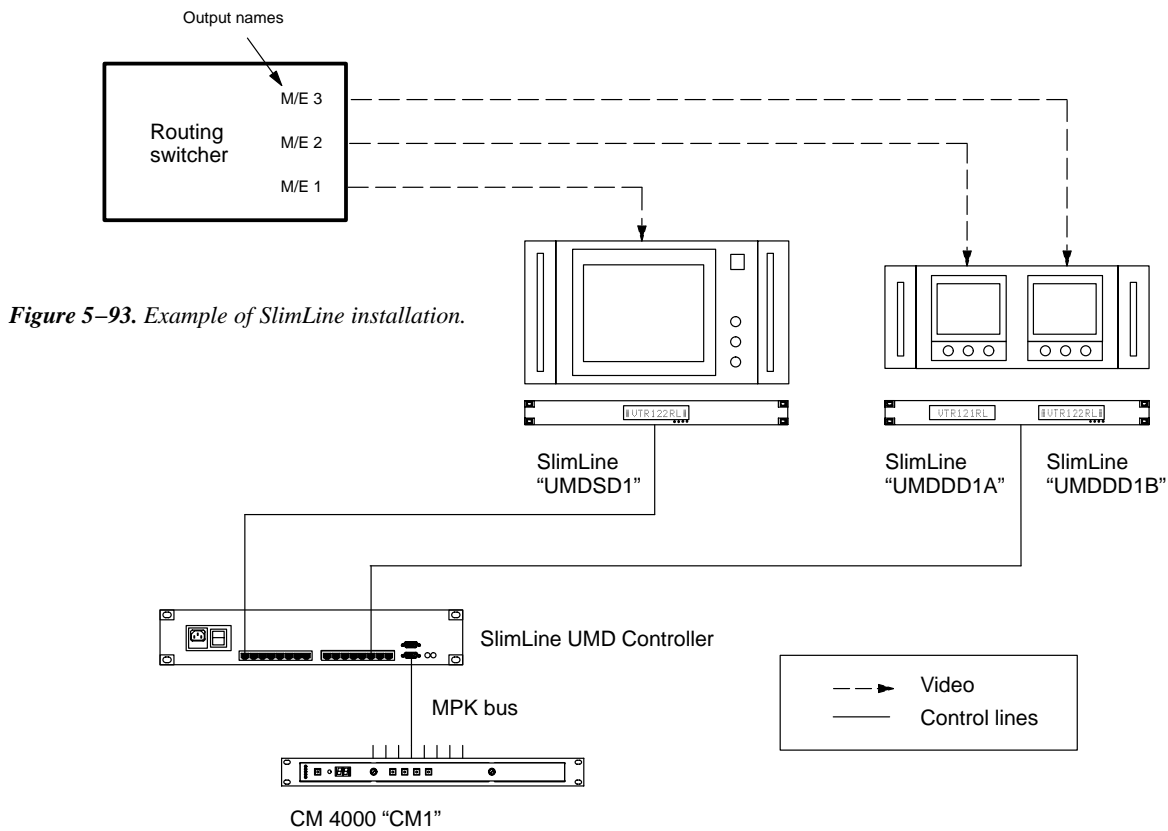 Output names
M/E 3
Routing
switcher
M/E 2
M/E 1
Figure 5–93. Example of SlimLine installation.
VTR122RL
VTR121RL
VTR122RL
SlimLine
“UMDSD1”
SlimLine
“UMDDD1A”
SlimLine
“UMDDD1B”
SlimLine UMD Controller
Video
Control lines
MPK bus
CM 4000 “CM1”